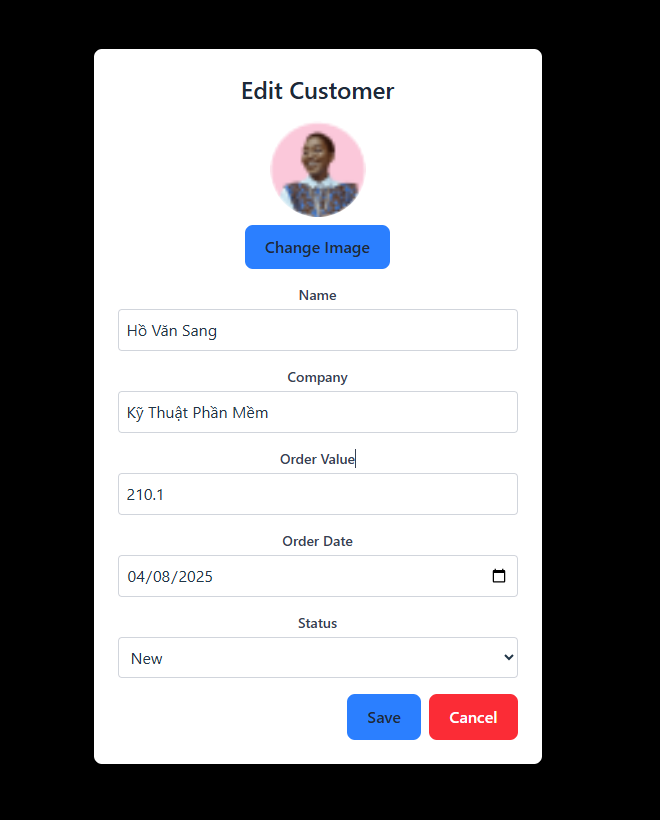 Edit Customer
Change Image
Name
Hồ Văn Sang
Company
Kỹ Thuật Phần Mềm
Order Value
210.1
Order Date
04/08/2025
Status
New
Save Cancel